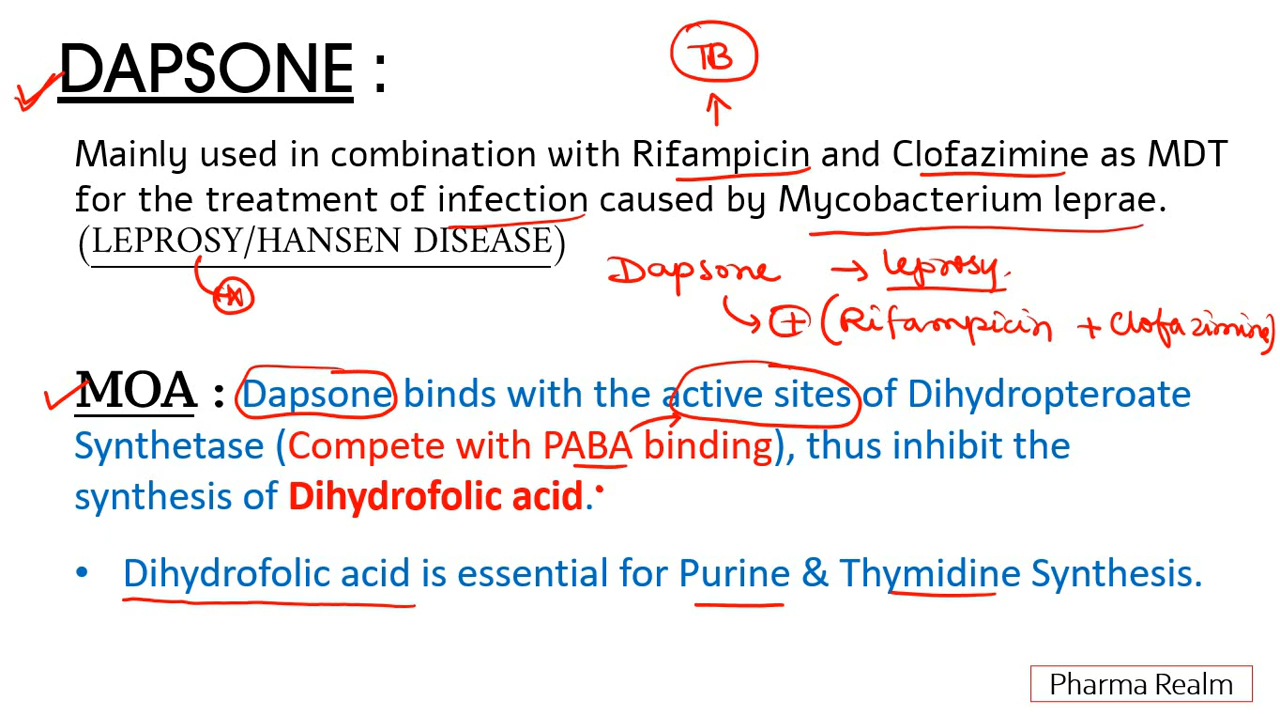 TB
DAPSONE :
Mainly used in combination with Rifampicin and Clofazimine as MDT
for the treatment of infection caused by Mycobacterium leprae.
(LEPROSY/HANSEN DISEASE)
Dapsone → leprosy.
+ (Rifampicin + Clofazimine)
MOA : Dapsone binds with the active sites of Dihydropteroate
Synthetase (Compete with PABA binding), thus inhibit the
synthesis of Dihydrofolic acid.
• Dihydrofolic acid is essential for Purine & Thymidine Synthesis.
Pharma Realm